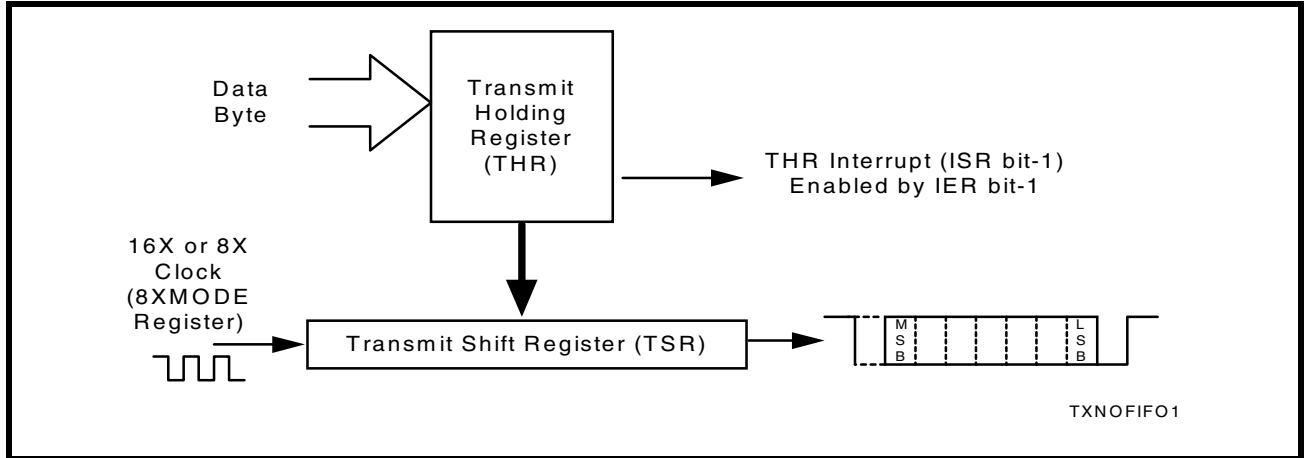 Data
Byte
Transmit
Holding
Register
(THR)
THR Interrupt (ISR bit-1)
Enabled by IER bit-1
16X or 8X
Clock
(8XMODE
Register)
Transmit Shift Register (TSR)
M
S
B
L
S
B
TXNOFIFO1